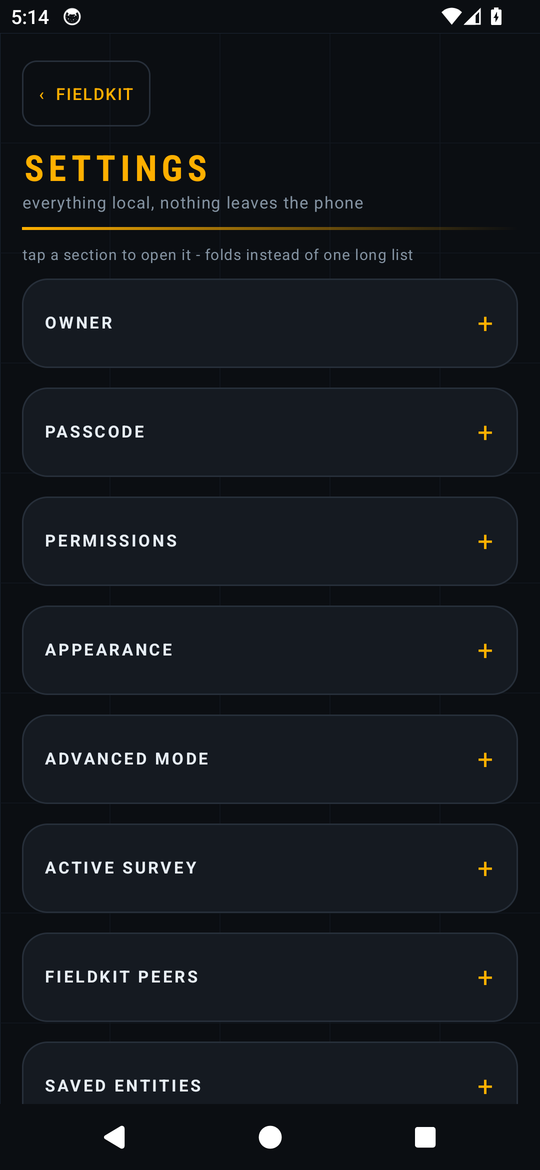 5:14
‹ FIELDKIT
SETTINGS
everything local, nothing leaves the phone
tap a section to open it - folds instead of one long list
OWNER +
PASSCODE +
PERMISSIONS +
APPEARANCE +
ADVANCED MODE +
ACTIVE SURVEY +
FIELDKIT PEERS +
SAVED ENTITIES +